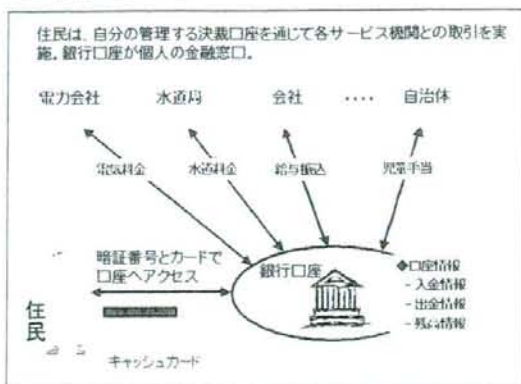 住民は、自分の管理する決裁口座を通じて各サービス機関との取引を実
施。銀行口座が個人の金融窓口。
電力会社 水道局 会社 ‥‥ 自治体
電気料金 水道料金 給与振込 児童手当
暗証番号とカードで
口座へアクセス
銀行口座
◆口座情報
- 入金情報
- 出金情報
- 残高情報
住民
キャッシュカード